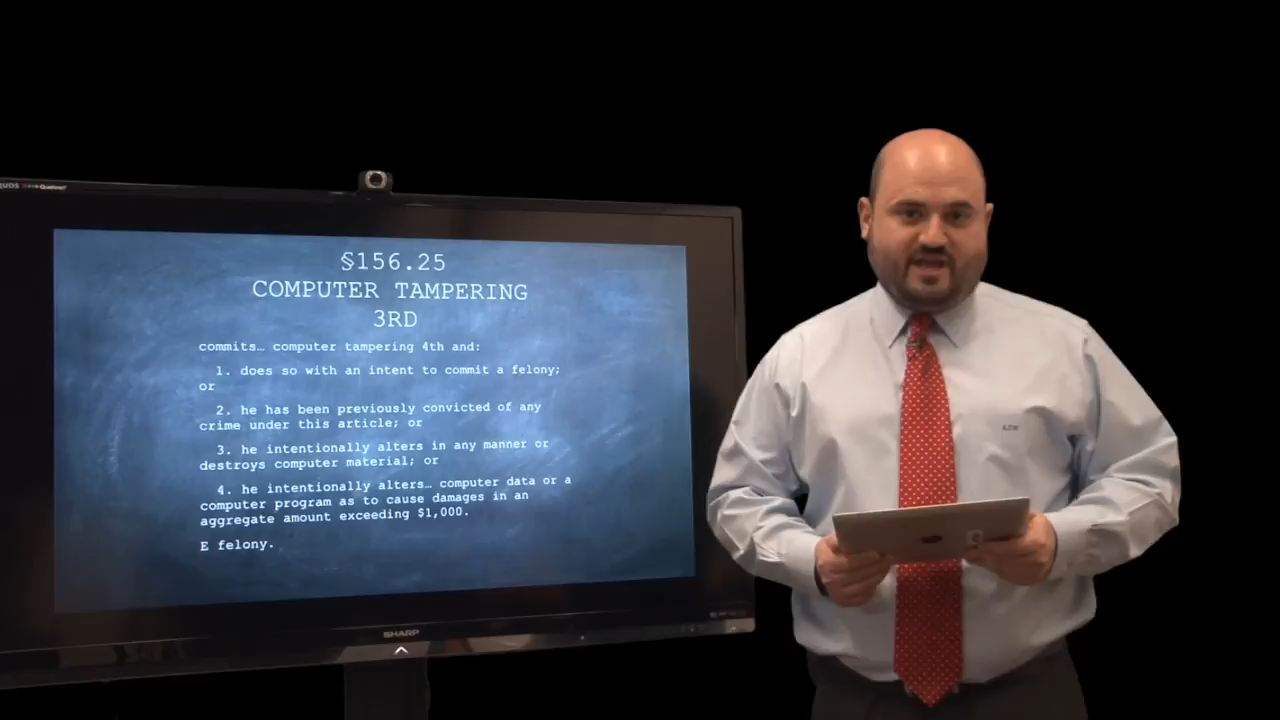 QUOS
Quattron
§156.25
COMPUTER TAMPERING
3RD
commits… computer tampering 4th and:
1. does so with an intent to commit a felony;
or
2. he has been previously convicted of any
crime under this article; or
3. he intentionally alters in any manner or
destroys computer material; or
4. he intentionally alters… computer data or a
computer program as to cause damages in an
aggregate amount exceeding $1,000.
E felony.
SHARP